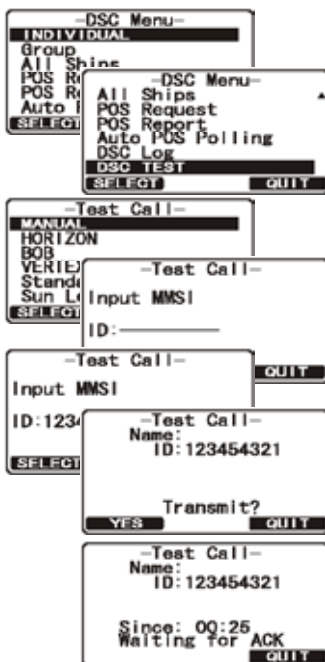 -DSC Menu-
INDIVIDUAL
Group
All Ships
POS R
POS R
Auto
SELECT
-DSC Menu-
All Ships
POS Request
POS Report
Auto POS Polling
DSC Log
DSC TEST
SELECT QUIT
-Test Call-
MANUAL
HORIZON
BOB
VERTEX
Stand
Sun L
SELECT
-Test Call-
Input MMSI
ID:
QUIT
-Test Call-
Input MMSI
ID:1234
SELECT
-Test Call-
Name:
ID:123454321
Transmit?
YES QUIT
-Test Call-
Name:
ID:123454321
Since: 00:25
Waiting for ACK
QUIT